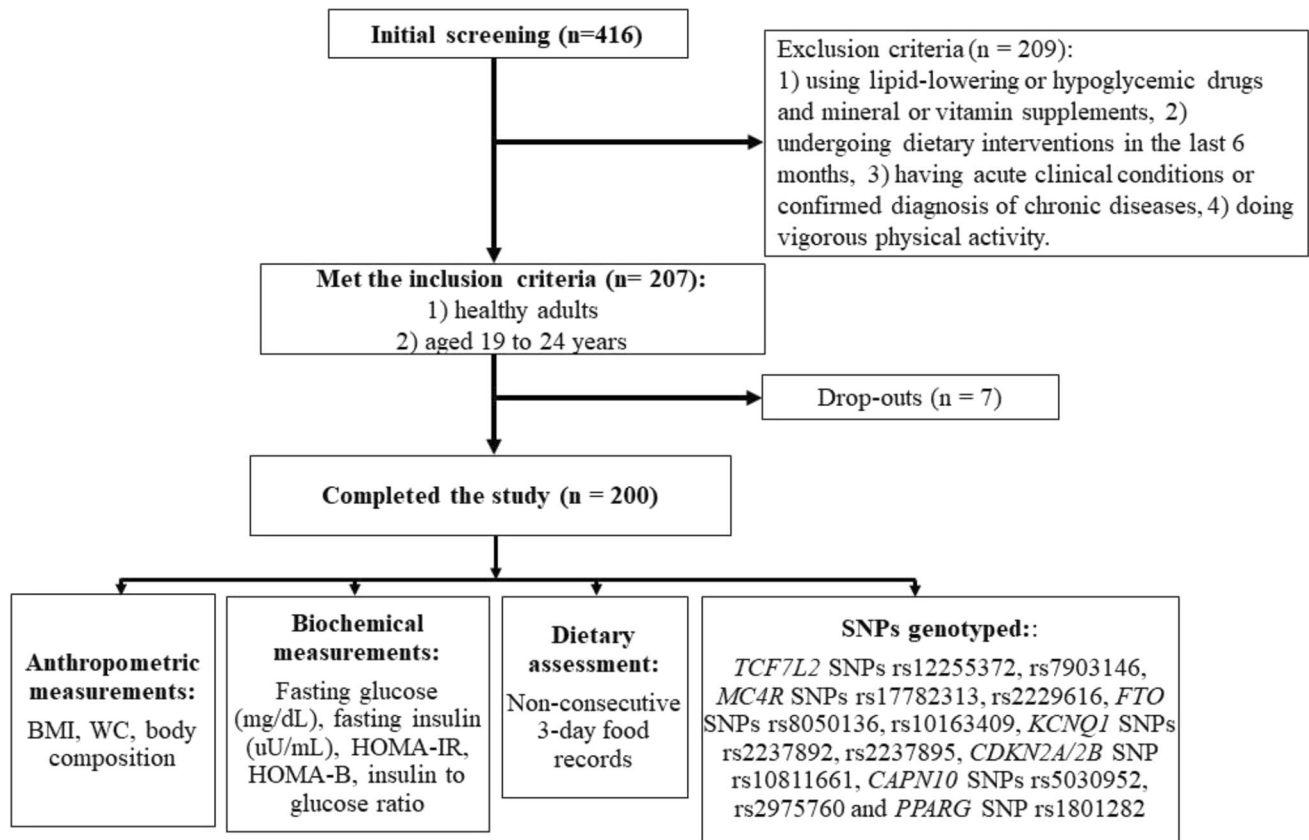 Initial screening (n=416)
Exclusion criteria (n = 209):
1) using lipid-lowering or hypoglycemic drugs
and mineral or vitamin supplements, 2)
undergoing dietary interventions in the last 6
months, 3) having acute clinical conditions or
confirmed diagnosis of chronic diseases, 4) doing
vigorous physical activity.
Met the inclusion criteria (n= 207):
1) healthy adults
2) aged 19 to 24 years
Drop-outs (n = 7)
Completed the study (n = 200)
Anthropometric
measurements:
BMI, WC, body
composition
Biochemical
measurements:
Fasting glucose
(mg/dL), fasting insulin
(uU/mL), HOMA-IR,
HOMA-B, insulin to
glucose ratio
Dietary
assessment:
Non-consecutive
3-day food
records
SNPs genotyped::
TCF7L2 SNPs rs12255372, rs7903146,
MC4R SNPs rs17782313, rs2229616, FTO
SNPs rs8050136, rs10163409, KCNQ1 SNPs
rs2237892, rs2237895, CDKN2A/2B SNP
rs10811661, CAPN10 SNPs rs5030952,
rs2975760 and PPARG SNP rs1801282